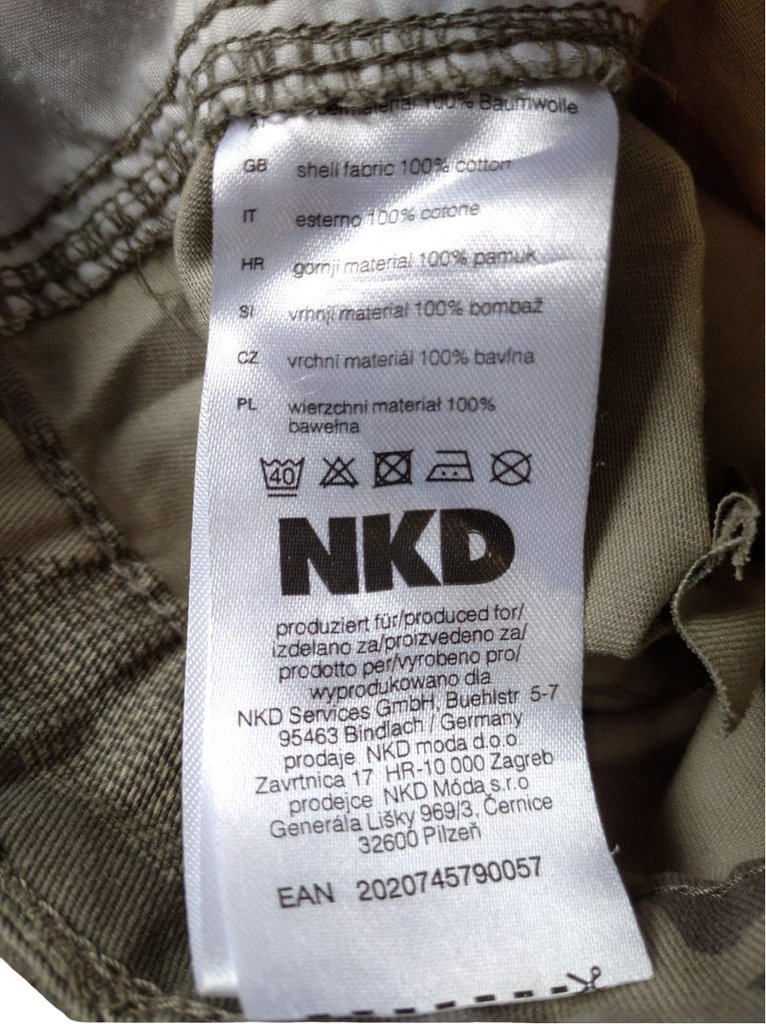 100% Baumwolle
GB shell fabric 100% cotton
IT esterno 100% cotone
HR gornji material 100% pamuk
SI vrhnji material 100% bombaž
CZ vrchni materiál 100% bavlna
PL wierzchni materiał 100%
bawełna
40
NKD
produziert für/produced for/
izdelano za/proizvedeno za/
prodotto per/vyrobeno pro/
wyprodukowano dla
NKD Services GmbH, Buehlstr 5-7
95463 Bindlach / Germany
prodaje NKD moda d.o.o.
Zavrtnica 17 HR-10 000 Zagreb
prodejce NKD Móda s.r.o
Generála Lišky 969/3, Černice
32600 Pilzeň
EAN 2020745790057